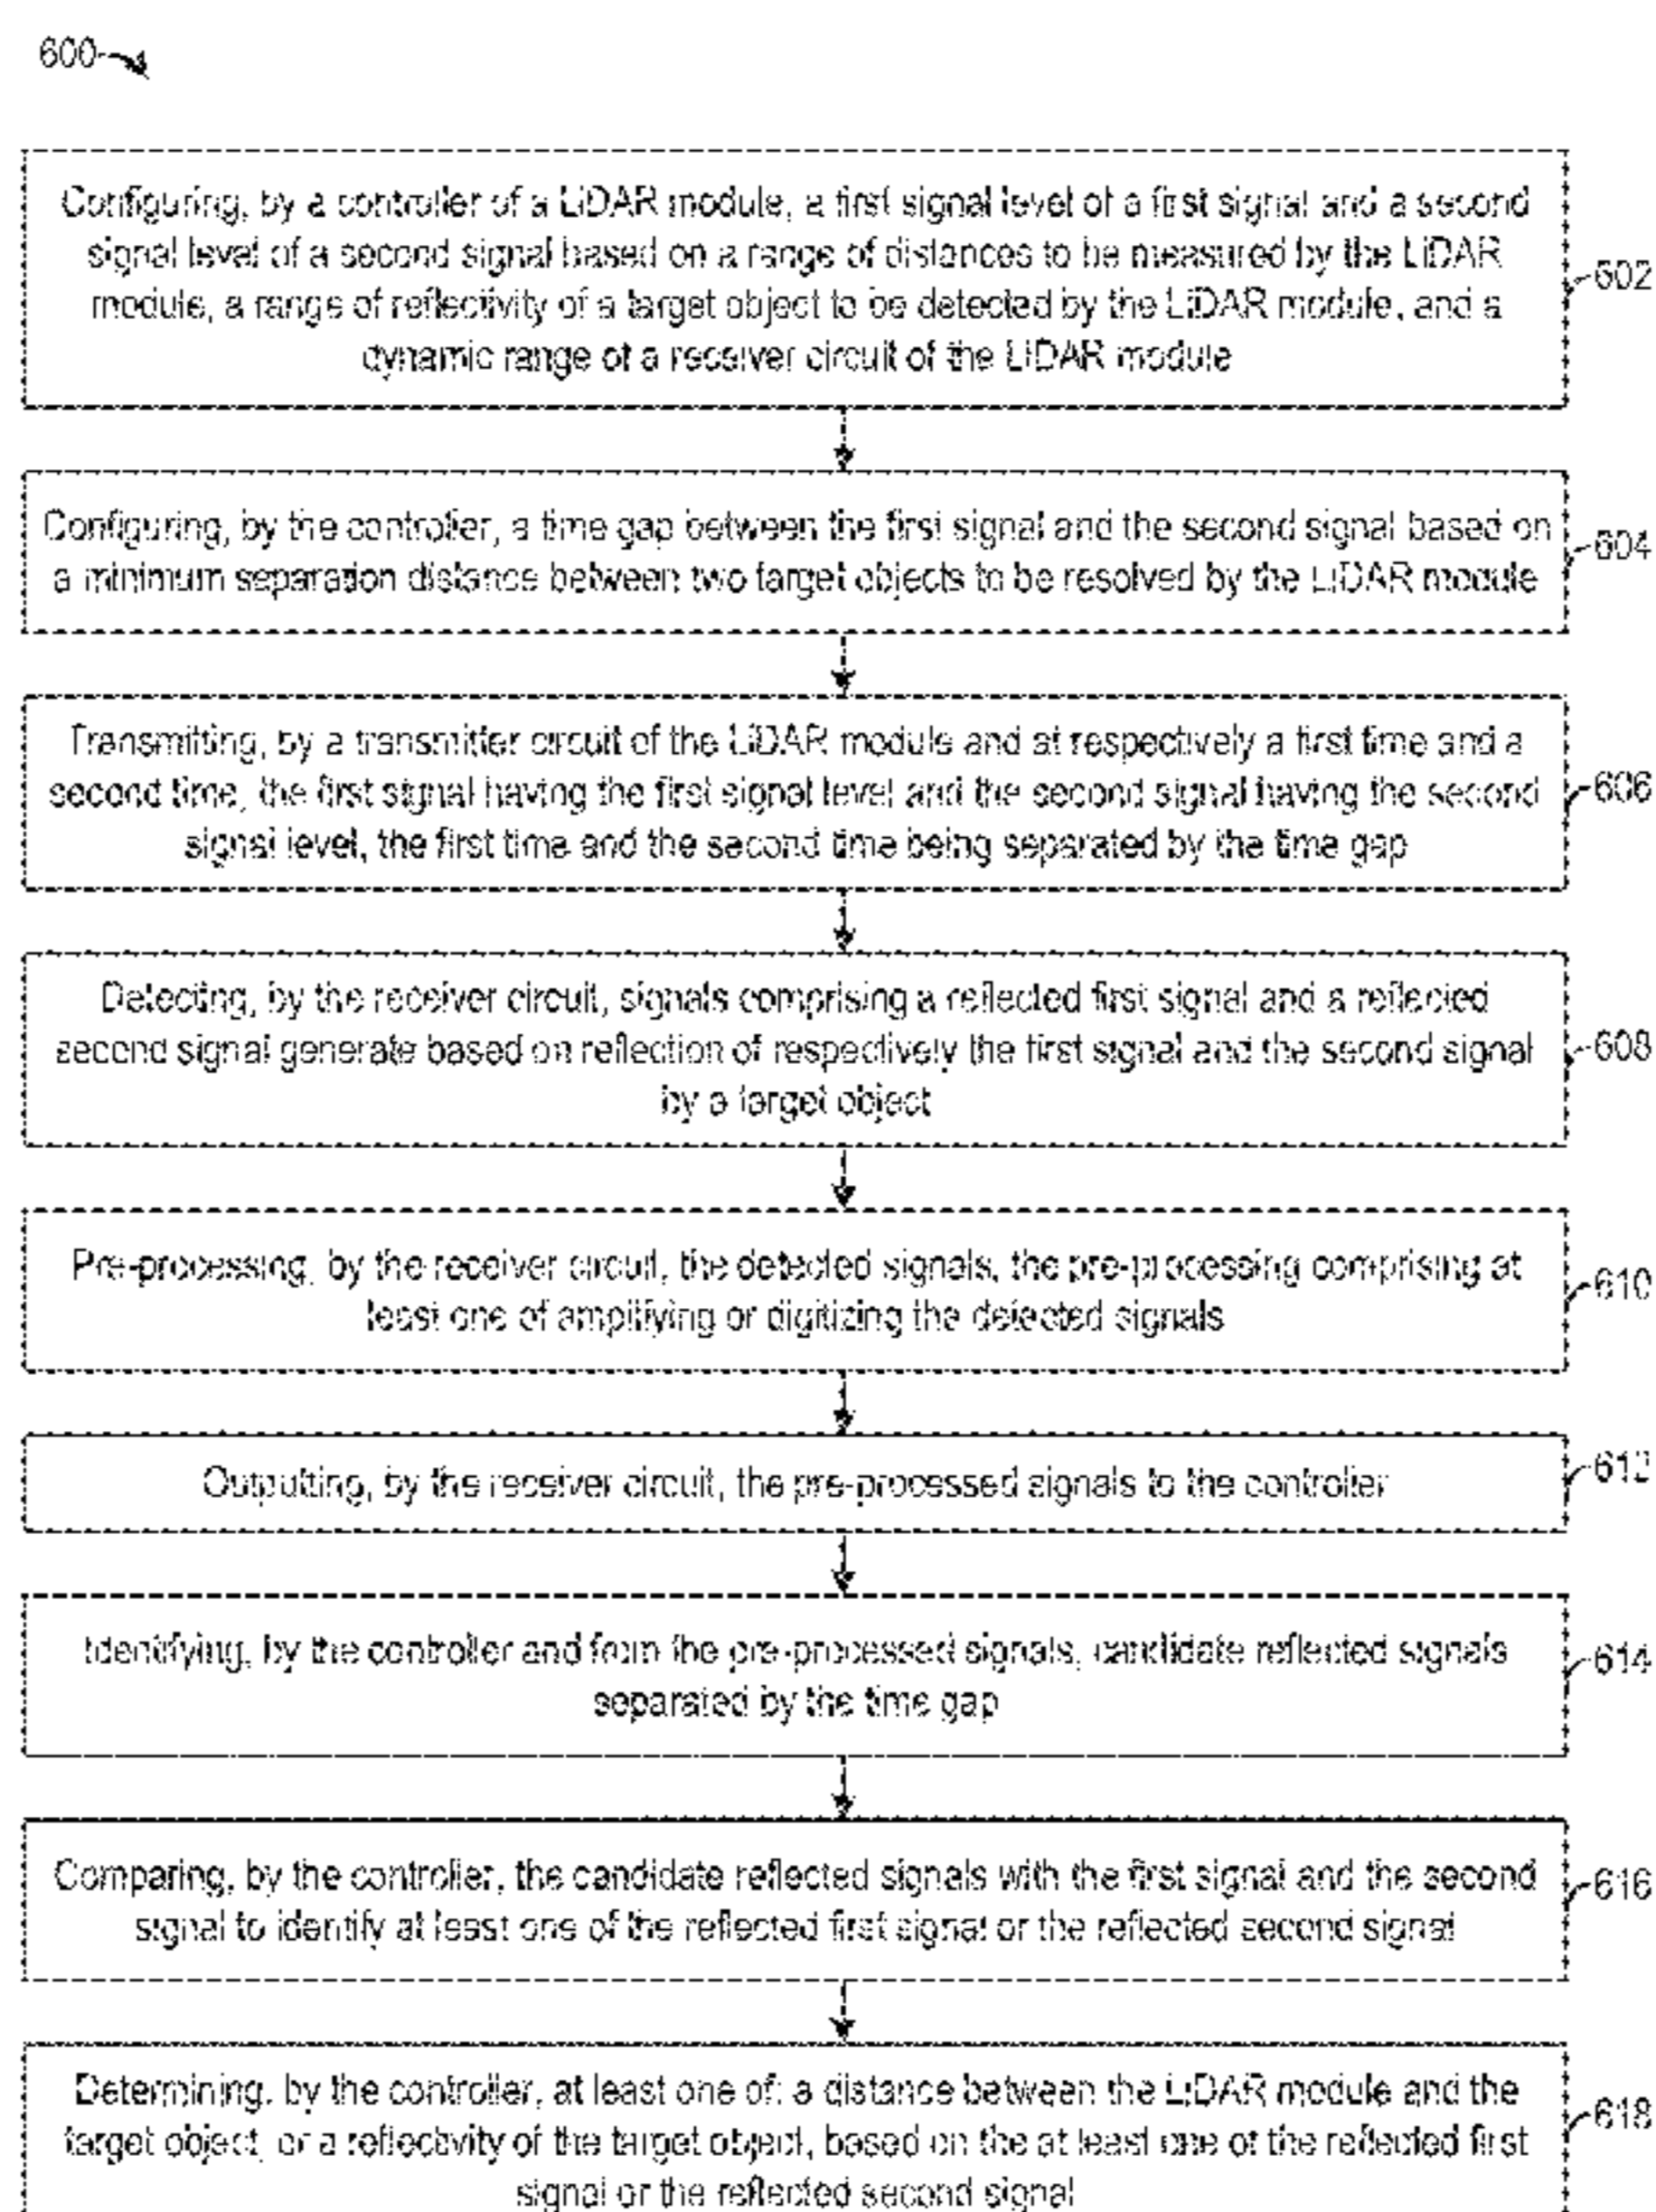 600
Configuring, by a controller of a LiDAR module, a first signal level of a first signal and a second
signal level of a second signal based on a range of distances to be measured by the LiDAR
module, a range of reflectivity of a target object to be detected by the LiDAR module, and a
dynamic range of a receiver circuit of the LiDAR module
602
Configuring, by the controller, a time gap between the first signal and the second signal based on
a minimum separation distance between two target objects to be resolved by the LiDAR module
604
Transmitting, by a transmitter circuit of the LiDAR module and at respectively a first time and a
second time, the first signal having the first signal level and the second signal having the second
signal level, the first time and the second time being separated by the time gap
606
Detecting, by the receiver circuit, signals comprising a reflected first signal and a reflected
second signal generate based on reflection of respectively the first signal and the second signal
by a target object
608
Pre-processing, by the receiver circuit, the detected signals, the pre-processing comprising at
least one of amplifying or digitizing the detected signals
610
Outputting, by the receiver circuit, the pre-processed signals to the controller
612
Identifying, by the controller and from the pre-processed signals, candidate reflected signals
separated by the time gap
614
Comparing, by the controller, the candidate reflected signals with the first signal and the second
signal to identify at least one of the reflected first signal or the reflected second signal
616
Determining, by the controller, at least one of: a distance between the LiDAR module and the
target object, or a reflectivity of the target object, based on the at least one of the reflected first
signal or the reflected second signal
618